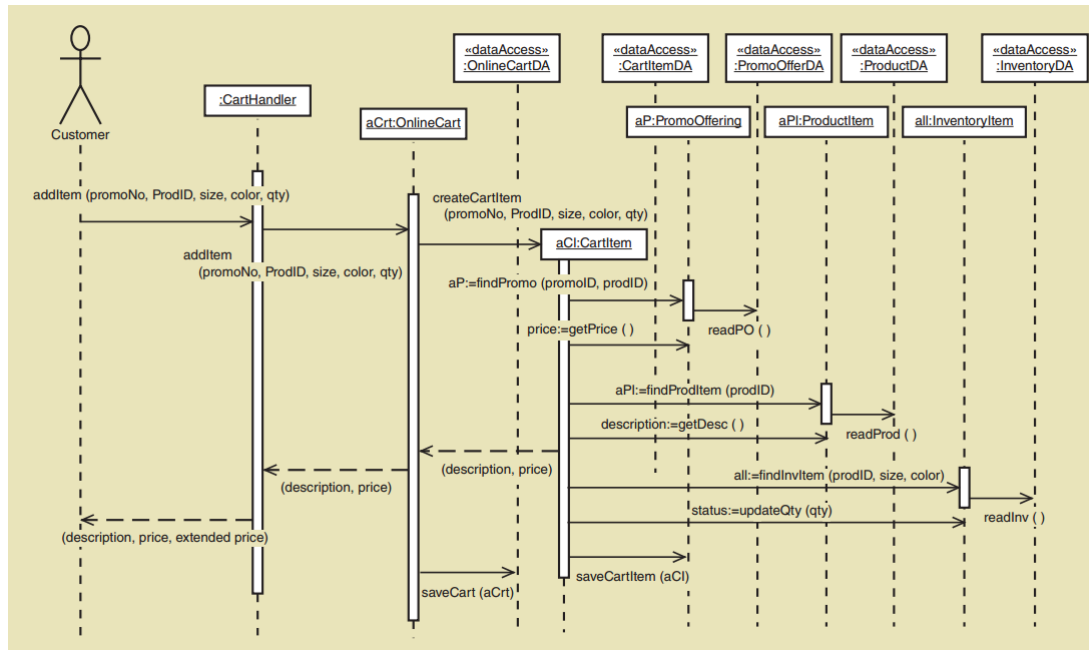 «dataAccess»
:OnlineCartDA
«dataAccess»
:CartItemDA
«dataAccess»
:PromoOfferDA
«dataAccess»
:ProductDA
«dataAccess»
:InventoryDA
:CartHandler
aCrt:OnlineCart
aP:PromoOffering
aPI:ProductItem
aII:InventoryItem
Customer
addItem (promoNo, ProdID, size, color, qty)
createCartItem
(promoNo, ProdID, size, color, qty)
addItem
(promoNo, ProdID, size, color, qty)
aCI:CartItem
aP:=findPromo (promoID, prodID)
readPO ( )
price:=getPrice ( )
aPI:=findProdItem (prodID)
description:=getDesc ( )
readProd ( )
(description, price)
(description, price)
aII:=findInvItem (prodID, size, color)
status:=updateQty (qty)
readInv ( )
(description, price, extended price)
saveCartItem (aCI)
saveCart (aCrt)